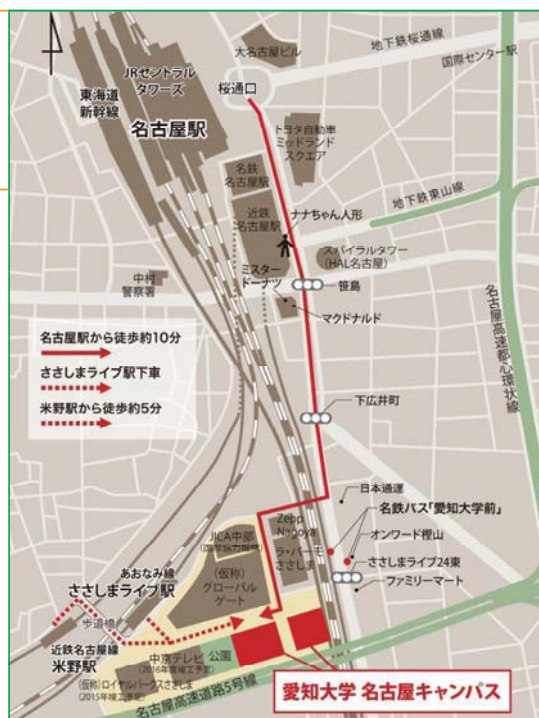 大名古屋ビル
地下鉄桜通線
国際センター駅
JRセントラル
タワーズ
桜通口
東海道
新幹線
名古屋駅
トヨタ自動車
ミッドランド
スクエア
名鉄
名古屋駅
地下鉄東山線
近鉄
名古屋駅
ナナちゃん人形
スパイラルタワー
(HAL名古屋)
中村
警察署
ミスター
ドーナツ
笹島
マクドナルド
名古屋高速都心環状線
名古屋駅から徒歩約10分
ささしまライブ駅下車
米野駅から徒歩約5分
下広井町
日本通運
名鉄バス「愛知大学前」
Zepp
Nagoya
オンワード樫山
JICA中部
(国際協力機構)
ラ・バーモ
ささしま
ささしまライブ24東
あおなみ線
ささしまライブ駅
(仮称)
グローバル
ゲート
ファミリーマート
歩道橋
近鉄名古屋線
米野駅
中京テレビ
(2016年度竣工予定)
公園
(仮称)ロイヤルパークスささしま
(2015年竣工予定)
名古屋高速道路5号線
愛知大学 名古屋キャンパス